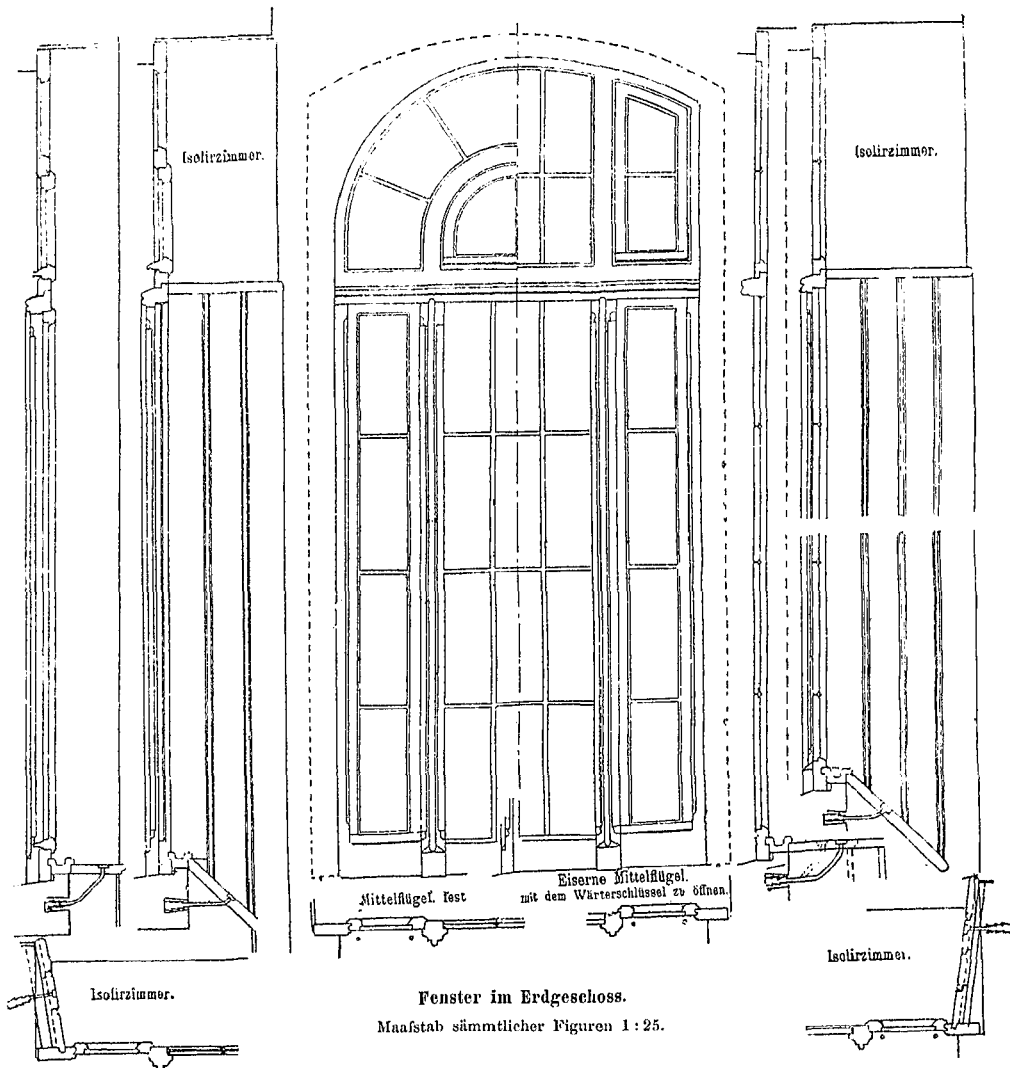 Isolirzimmer.
Isolirzimmer.
Mittelflügel. fest
Eiserne Mittelflügel.
mit dem Wärterschlüssel zu öffnen.
Isolirzimmer.
Isolirzimmer.
Fenster im Erdgeschoss.
Maafsstab sämmtlicher Figuren 1 : 25.